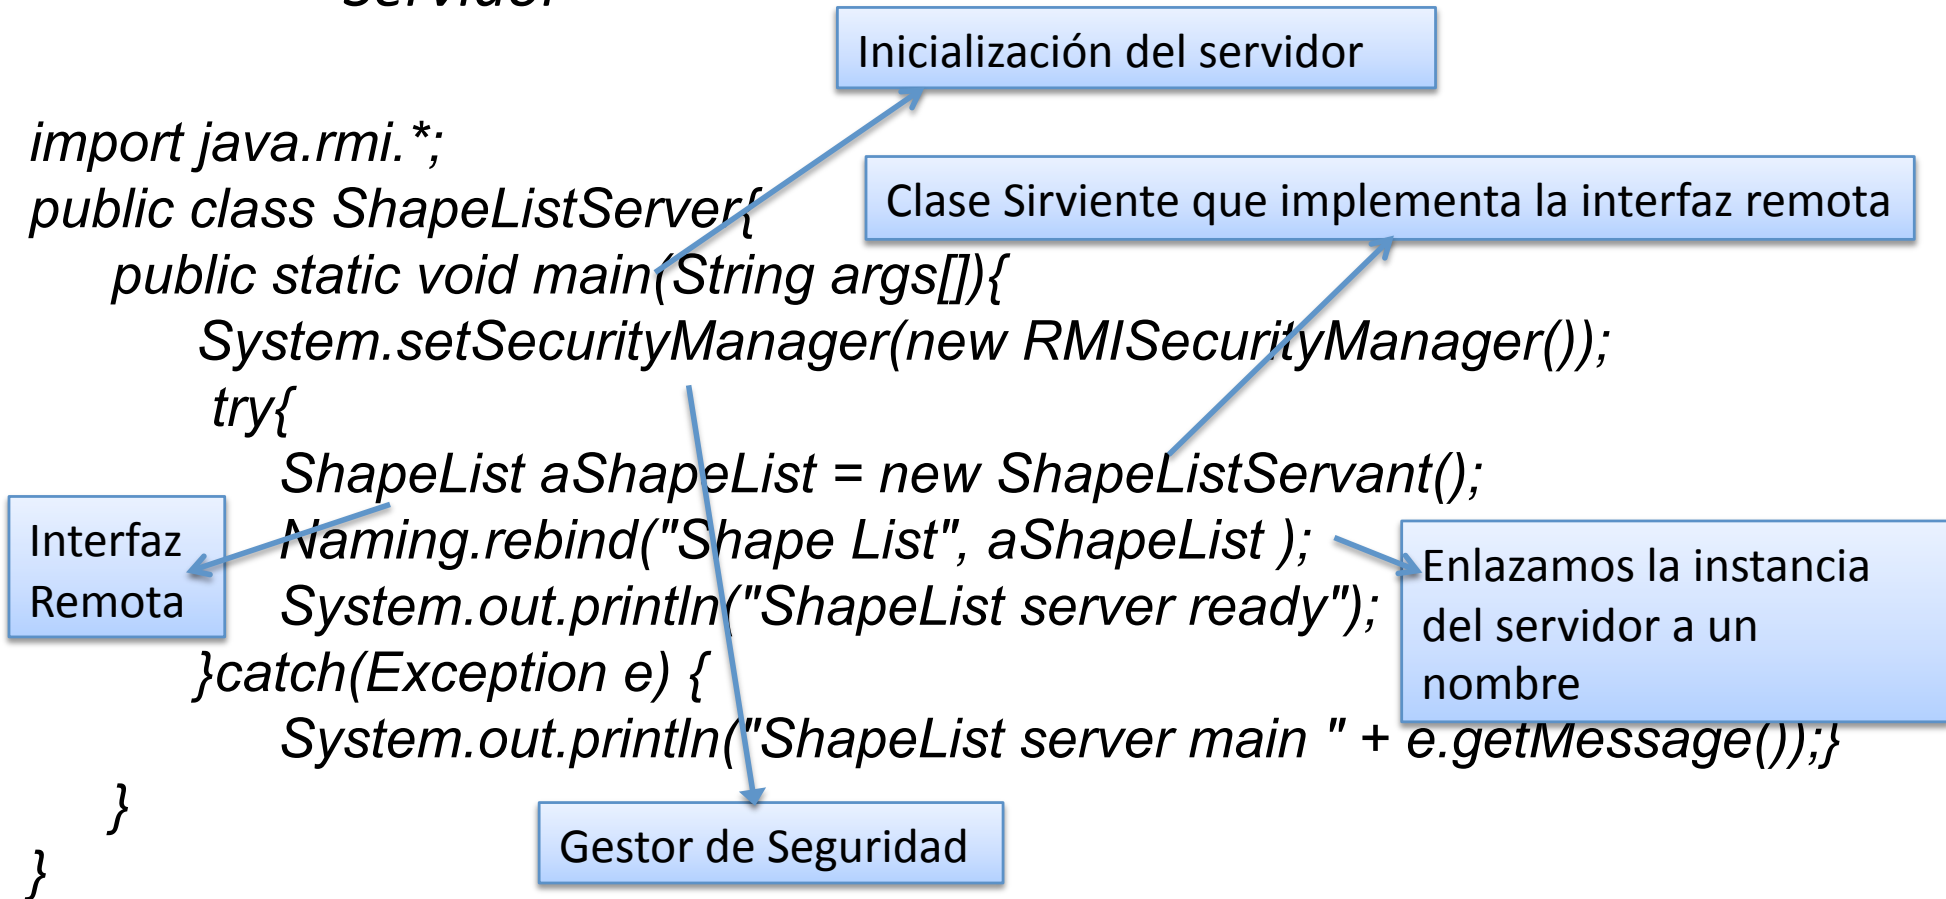 Servidor
Inicialización del servidor
import java.rmi.*;
public class ShapeListServer{
Clase Sirviente que implementa la interfaz remota
public static void main(String args[]){
System.setSecurityManager(new RMISecurityManager());
try{
ShapeList aShapeList = new ShapeListServant();
Interfaz
Remota
Naming.rebind("Shape List", aShapeList );
Enlazamos la instancia
del servidor a un
nombre
System.out.println("ShapeList server ready");
}catch(Exception e) {
System.out.println("ShapeList server main " + e.getMessage());}
}
Gestor de Seguridad
}